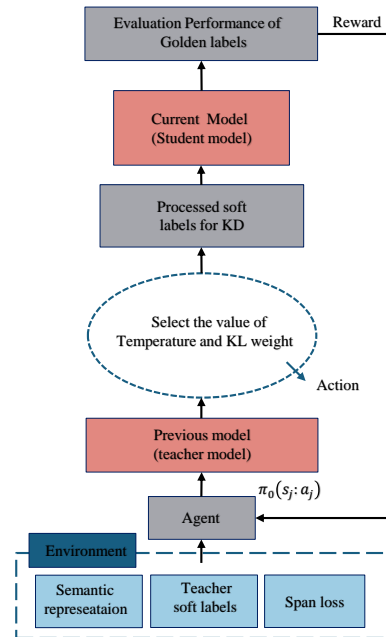 Evaluation Performance of
Golden labels
Reward
Current Model
(Student model)
Processed soft
labels for KD
Select the value of
Temperature and KL weight
Action
Previous model
(teacher model)
π₀(sⱼ: aⱼ)
Agent
Environment
Semantic
represeataion
Teacher
soft labels
Span loss